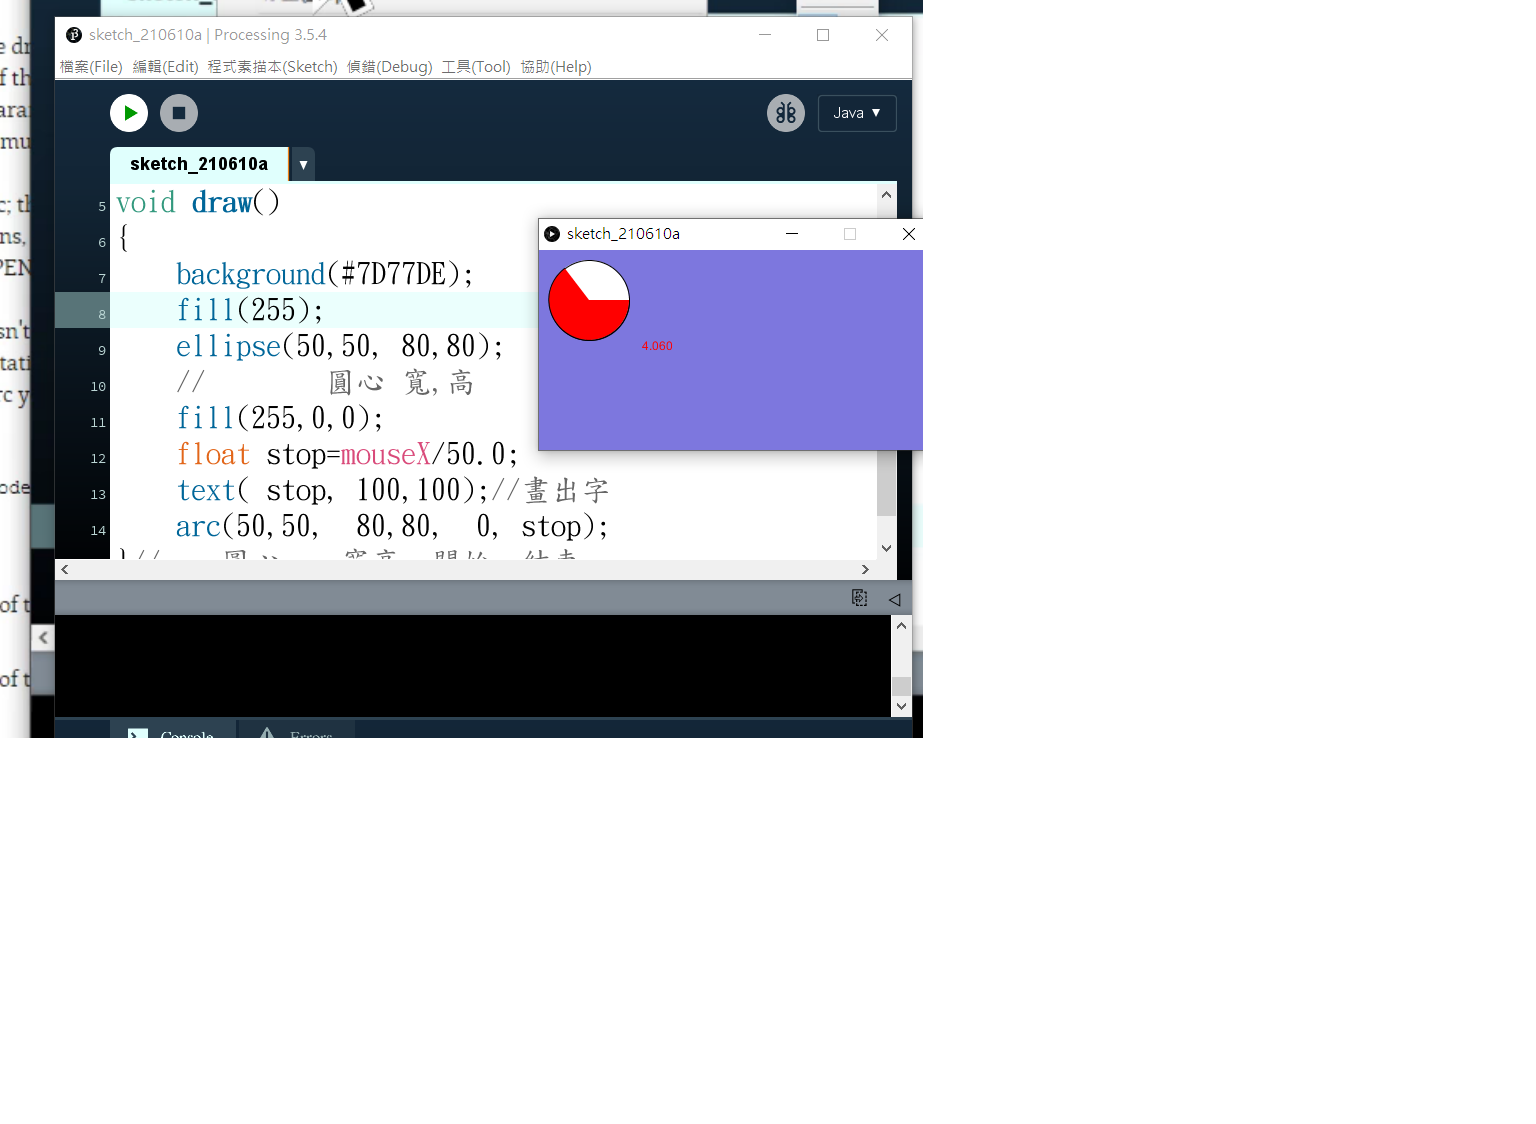 sketch_210610a | Processing 3.5.4
檔案(File) 編輯(Edit) 程式素描本(Sketch) 偵錯(Debug) 工具(Tool) 協助(Help)
Java ▼
sketch_210610a ▼
5 void draw()
6 {
7 background(#7D77DE);
8 fill(255);
9 ellipse(50,50, 80,80);
10 // 圓心 寬,高
11 fill(255,0,0);
12 float stop=mouseX/50.0;
13 text( stop, 100,100);//畫出字
14 arc(50,50, 80,80, 0, stop);
sketch_210610a
4.060
Console
Errors